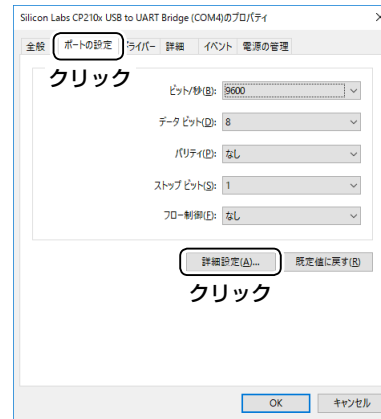 Silicon Labs CP210x USB to UART Bridge (COM4)のプロパティ
全般 ポートの設定 ライバー 詳細 イベント 電源の管理
クリック
ビット/秒(B): 9600
データ ビット(D): 8
パリティ(P): なし
ストップ ビット(S): 1
フロー制御(F): なし
詳細設定(A)... 既定値に戻す(R)
クリック
OK キャンセル